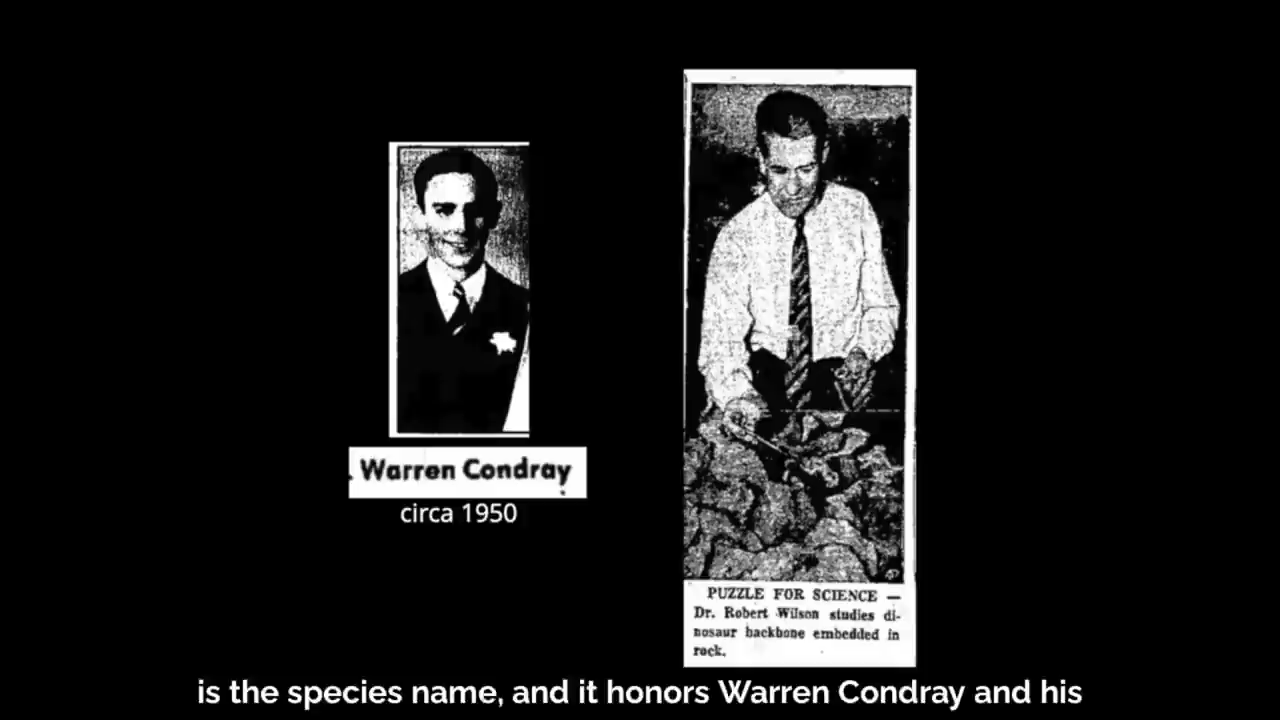 . Warren Condray
circa 1950
PUZZLE FOR SCIENCE —
Dr. Robert Wilson studies di-
nosaur backbone embedded in
rock.
is the species name, and it honors Warren Condray and his